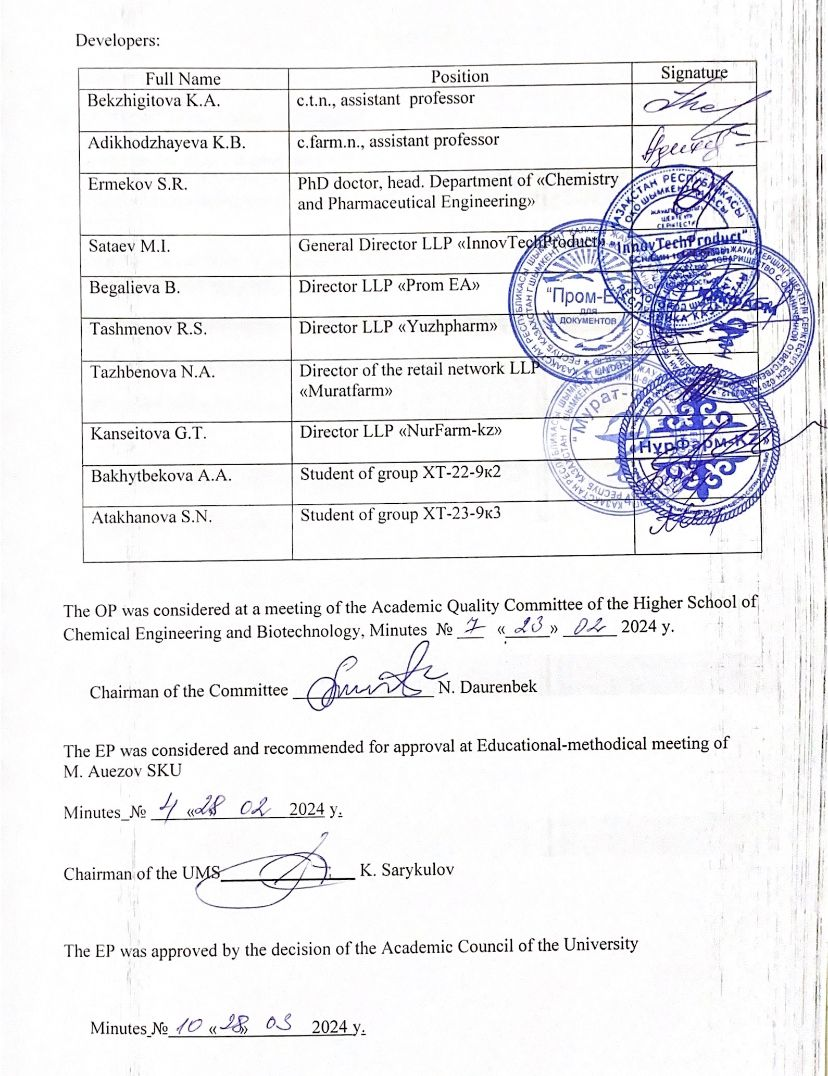 Developers:
Full Name Position Signature
Bekzhigitova K.A. c.t.n., assistant professor
Adikhodzhayeva K.B. c.farm.n., assistant professor
Ermekov S.R. PhD doctor, head. Department of «Chemistry
and Pharmaceutical Engineering»
Sataev M.I. General Director LLP «InnovTechProduct»
"InnovTechProduct"
Begalieva B. Director LLP «Prom EA»
"Пром-Е
ДЛЯ
ДОКУМЕНТОВ
Tashmenov R.S. Director LLP «Yuzhpharm»
Tazhbenova N.A. Director of the retail network LLP
«Muratfarm»
"Мурат-
Kanseitova G.T. Director LLP «NurFarm-kz»
«НұрФарм-KZ»
Bakhytbekova A.A. Student of group XT-22-9к2
Atakhanova S.N. Student of group XT-23-9к3
The OP was considered at a meeting of the Academic Quality Committee of the Higher School of
Chemical Engineering and Biotechnology, Minutes № 7 «23» 02 2024 y.
Chairman of the Committee N. Daurenbek
The EP was considered and recommended for approval at Educational-methodical meeting of
M. Auezov SKU
Minutes № 4 «28 02 2024 y.
Chairman of the UMS K. Sarykulov
The EP was approved by the decision of the Academic Council of the University
Minutes № 10 «28» 03 2024 y.